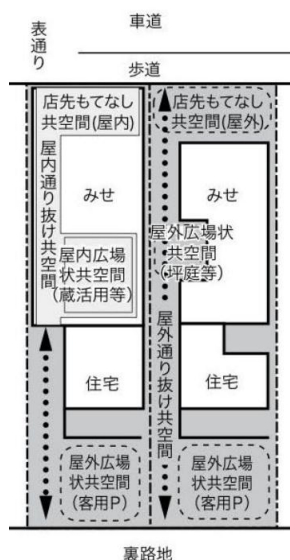 車道
表通り
歩道
店先もてなし
共空間(屋内)
店先もてなし
共空間(屋外)
屋内通り抜け共空間
みせ
みせ
屋内広場
状共空間
(蔵活用等)
屋外広場状
共空間
(坪庭等)
屋外通り抜け共空間
住宅
住宅
屋外広場
状共空間
(客用P)
屋外広場
状共空間
(客用P)
裏路地